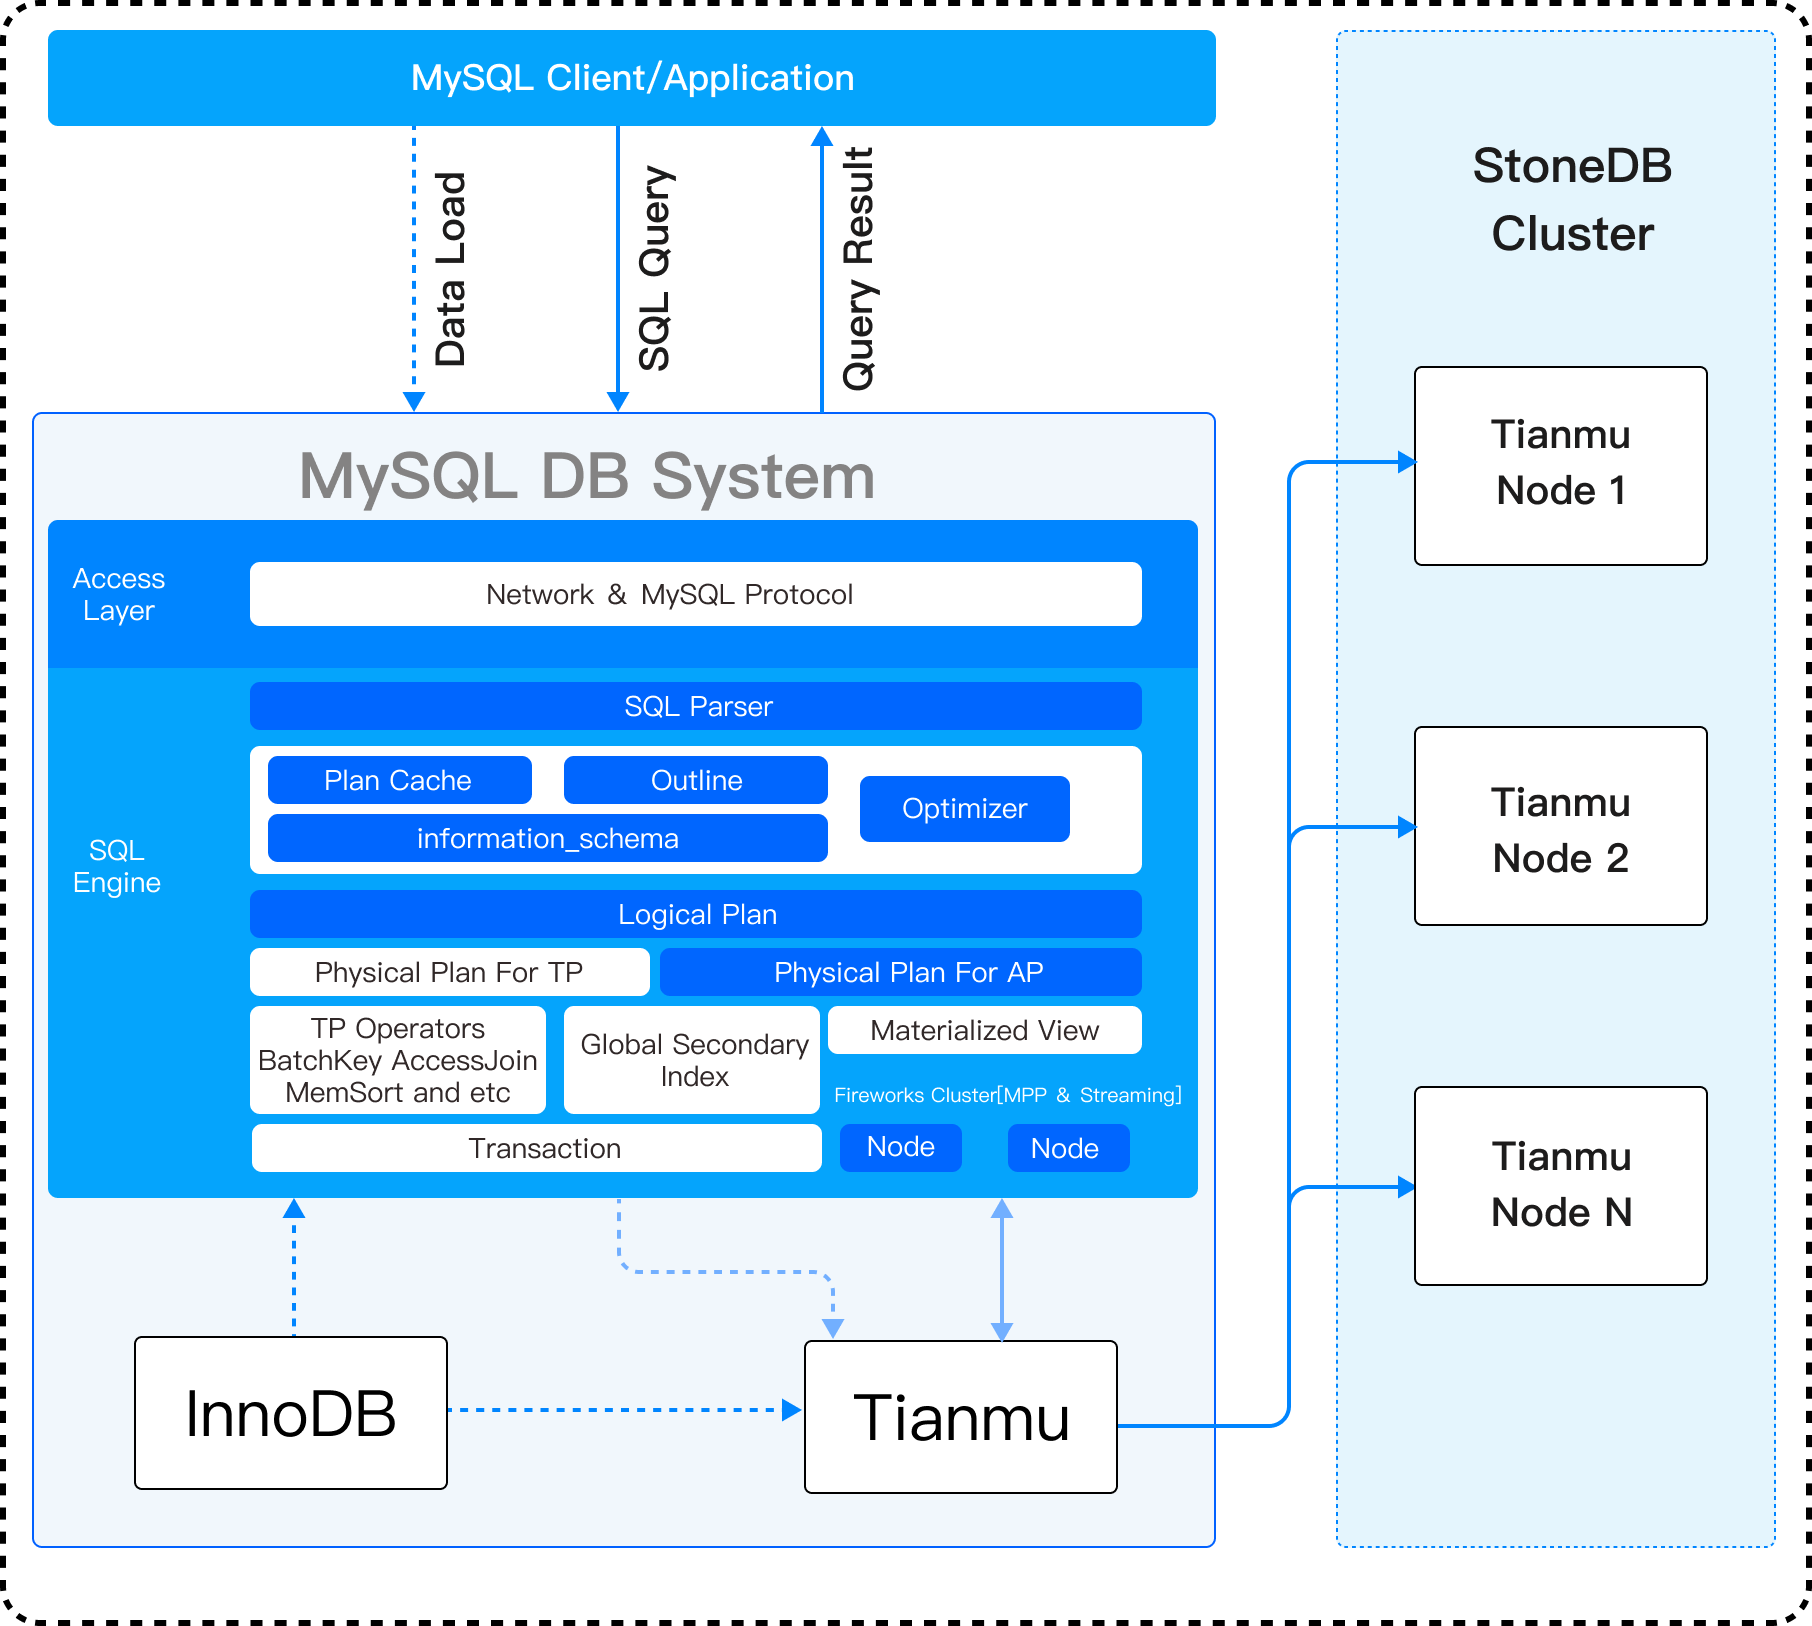 MySQL Client/Application
Data Load
SQL Query
Query Result
MySQL DB System
Access
Layer
Network & MySQL Protocol
SQL
Engine
SQL Parser
Plan Cache
Outline
Optimizer
information_schema
Logical Plan
Physical Plan For TP
Physical Plan For AP
TP Operators
BatchKey AccessJoin
MemSort and etc
Global Secondary
Index
Materialized View
Fireworks Cluster[MPP & Streaming]
Transaction
Node
Node
InnoDB
Tianmu
StoneDB
Cluster
Tianmu
Node 1
Tianmu
Node 2
Tianmu
Node N